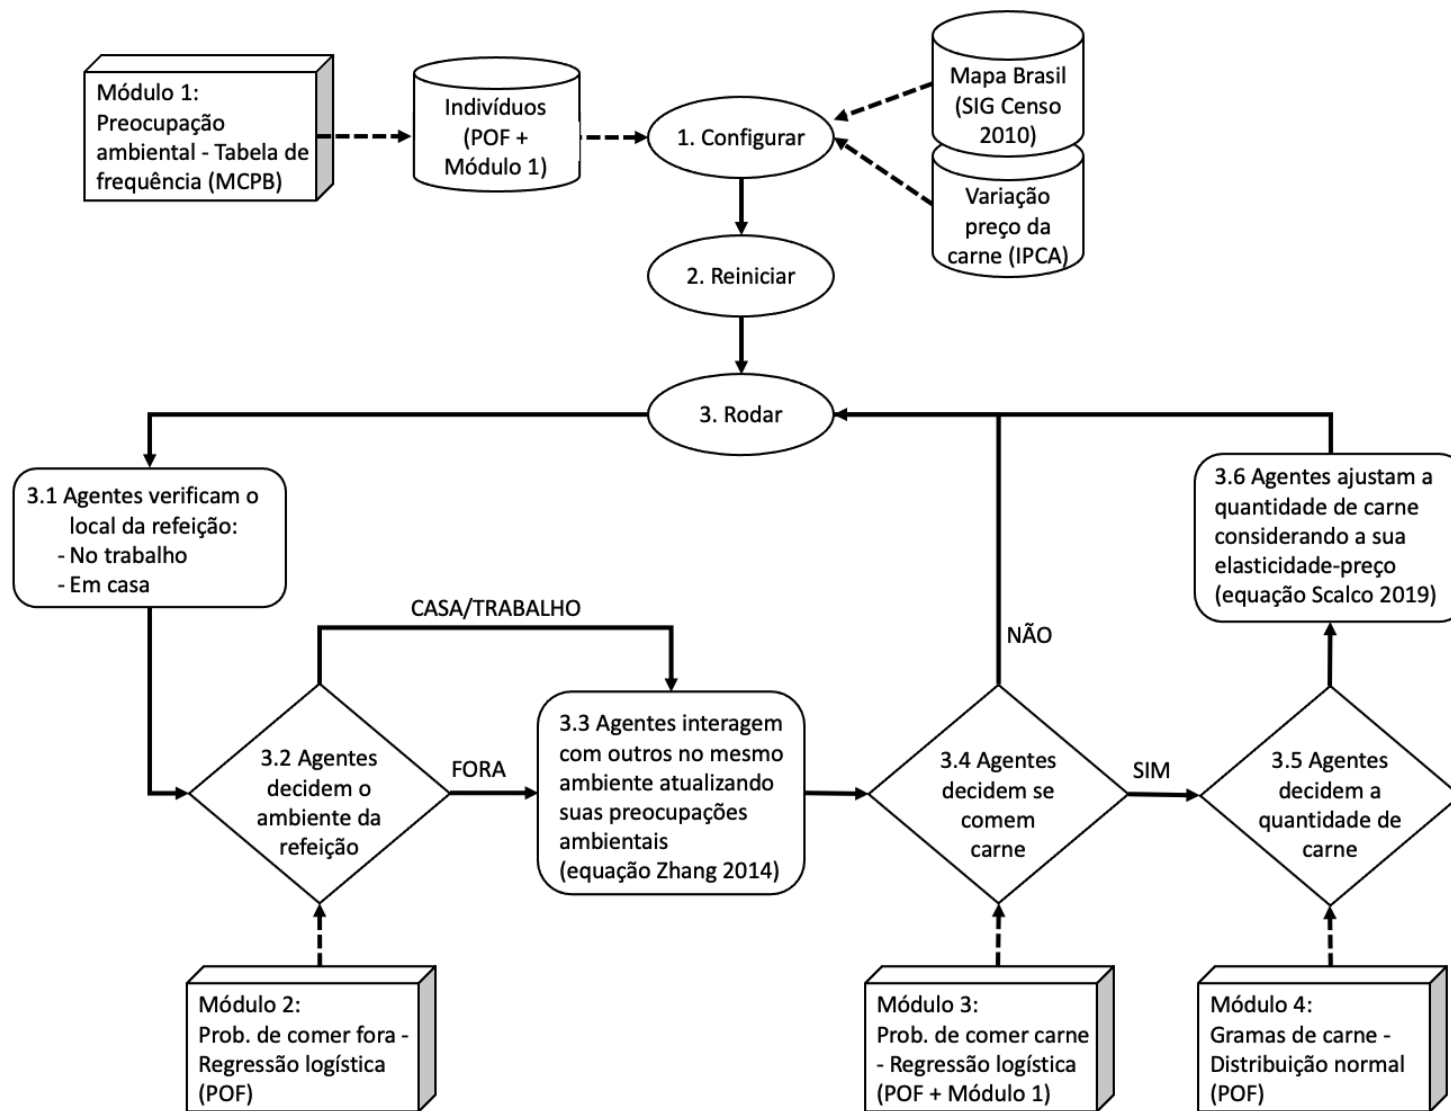 Módulo 1:
Preocupação
ambiental - Tabela de
frequência (MCPB)
Indivíduos
(POF +
Módulo 1)
1. Configurar
Mapa Brasil
(SIG Censo
2010)
Variação
preço da
carne (IPCA)
2. Reiniciar
3. Rodar
3.1 Agentes verificam o
local da refeição:
- No trabalho
- Em casa
3.6 Agentes ajustam a
quantidade de carne
considerando a sua
elasticidade-preço
(equação Scalco 2019)
CASA/TRABALHO
NÃO
3.2 Agentes
decidem o
ambiente da
refeição
FORA
3.3 Agentes interagem
com outros no mesmo
ambiente atualizando
suas preocupações
ambientais
(equação Zhang 2014)
3.4 Agentes
decidem se
comem
carne
SIM
3.5 Agentes
decidem a
quantidade de
carne
Módulo 2:
Prob. de comer fora -
Regressão logística
(POF)
Módulo 3:
Prob. de comer carne
- Regressão logística
(POF + Módulo 1)
Módulo 4:
Gramas de carne -
Distribuição normal
(POF)